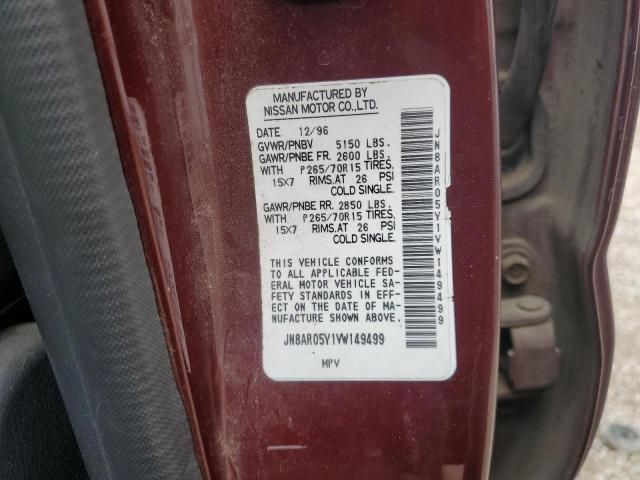 MANUFACTURED BY
NISSAN MOTOR CO., LTD.
DATE 12/96
GVWR/PNBV 5150 LBS.
GAWR/PNBE FR. 2600 LBS.
WITH P265/70R15 TIRES,
15X7 RIMS.AT 26 PSI
COLD SINGLE.
GAWR/PNBE RR. 2850 LBS.
WITH P265/70R15 TIRES,
15X7 RIMS.AT 26 PSI
COLD SINGLE.
THIS VEHICLE CONFORMS
TO ALL APPLICABLE FED-
ERAL MOTOR VEHICLE SA-
FETY STANDARDS IN EFF-
ECT ON THE DATE OF MA-
NUFACTURE SHOWN ABOVE.
JN8AR05Y1VW149499
MPV
JN8AR05Y1VW149499